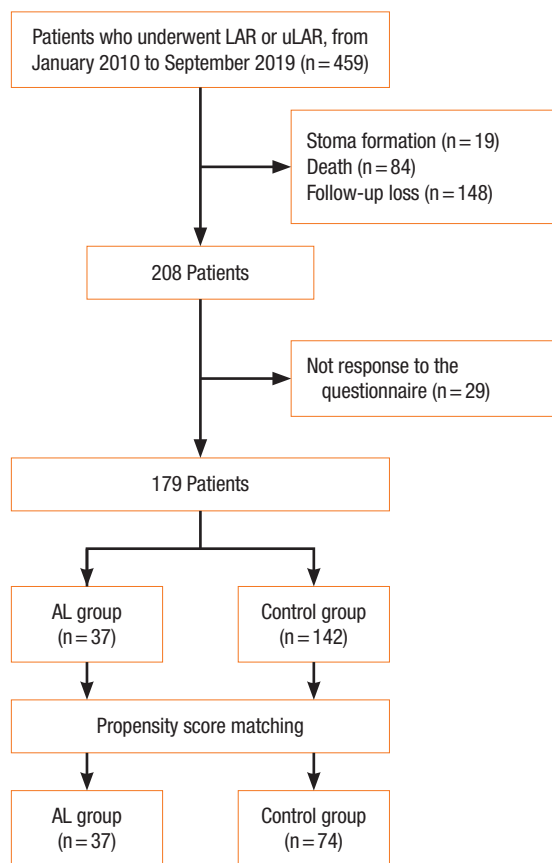 Patients who underwent LAR or uLAR, from
January 2010 to September 2019 (n=459)
Stoma formation (n=19)
Death (n=84)
Follow-up loss (n=148)
208 Patients
Not response to the
questionnaire (n=29)
179 Patients
AL group
(n=37)
Control group
(n=142)
Propensity score matching
AL group
(n=37)
Control group
(n=74)